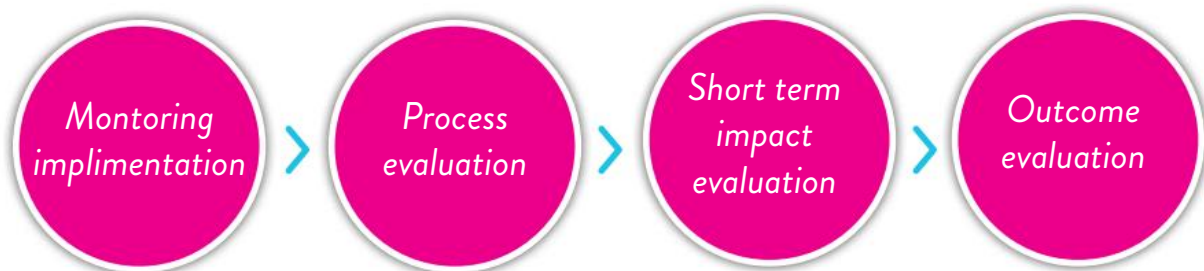 Montoring
implimentation
Process
evaluation
Short term
impact
evaluation
Outcome
evaluation